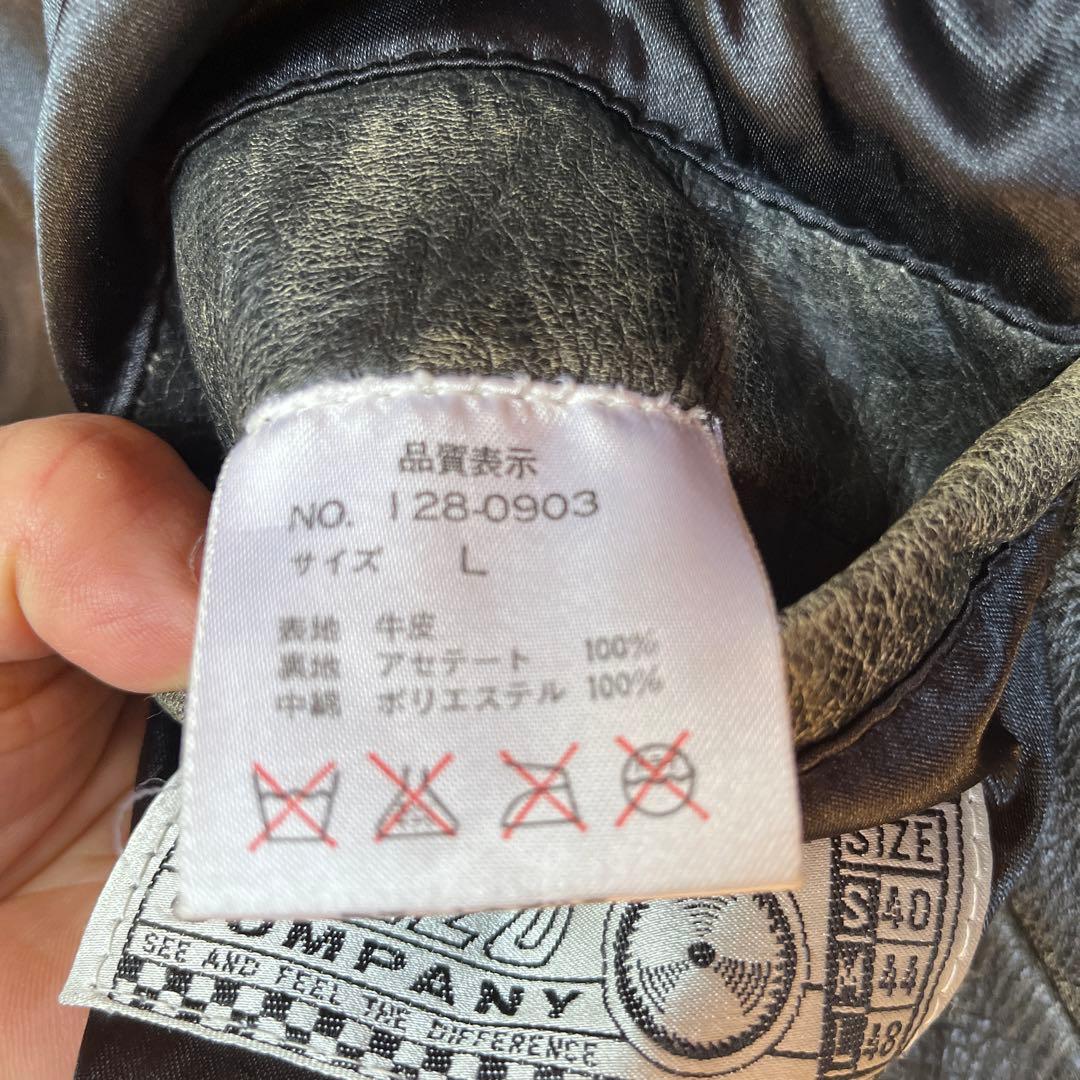 品質表示
NO. 128-0903
サイズ L
表地 牛皮
裏地 アセテート 100%
中綿 ポリエステル 100%
OMPANY
SEE AND FEEL THE DIFFERENCE
SIZE
S 40
M 44
L 48